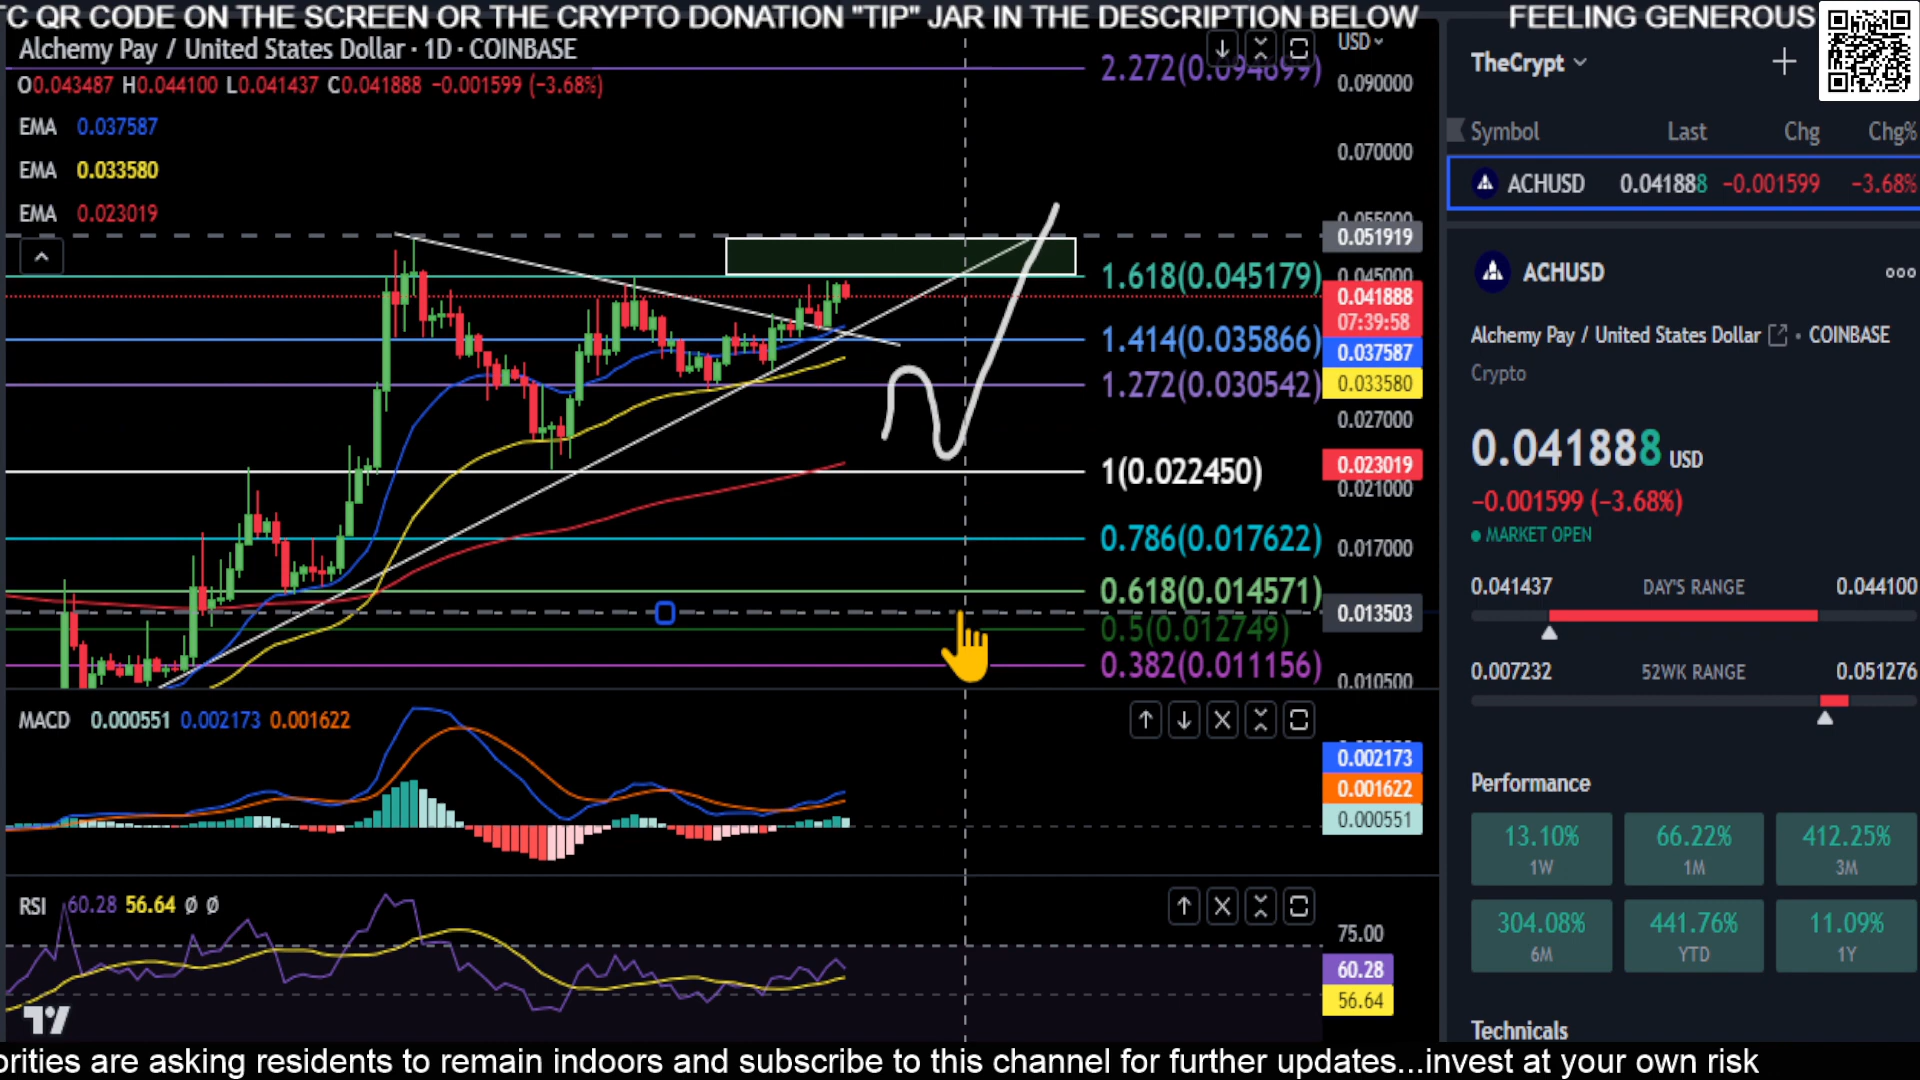 C QR CODE ON THE SCREEN OR THE CRYPTO DONATION "TIP" JAR IN THE DESCRIPTION BELOW
FEELING GENEROUS
Alchemy Pay / United States Dollar · 1D · COINBASE
O0.043487 H0.044100 L0.041437 C0.041888 −0.001599 (−3.68%)
EMA 0.037587
EMA 0.033580
EMA 0.023019
2.272(0.094699)
1.618(0.045179)
1.414(0.035866)
1.272(0.030542)
1(0.022450)
0.786(0.017622)
0.618(0.014571)
0.5(0.012749)
0.382(0.011156)
USD
0.090000
0.070000
0.055000
0.051919
0.045000
0.041888
07:39:58
0.037587
0.033580
0.027000
0.023019
0.021000
0.017000
0.013503
0.010500
MACD 0.000551 0.002173 0.001622
0.002173
0.001622
0.000551
RSI 60.28 56.64 Ø Ø
75.00
60.28
56.64
TheCrypt
Symbol Last Chg Chg%
ACHUSD 0.041888 −0.001599 −3.68%
ACHUSD
Alchemy Pay / United States Dollar · COINBASE
Crypto
0.041888 USD
−0.001599 (−3.68%)
MARKET OPEN
0.041437 DAY'S RANGE 0.044100
0.007232 52WK RANGE 0.051276
Performance
13.10% 66.22% 412.25%
1W 1M 3M
304.08% 441.76% 11.09%
6M YTD 1Y
Technicals
orities are asking residents to remain indoors and subscribe to this channel for further updates...invest at your own risk